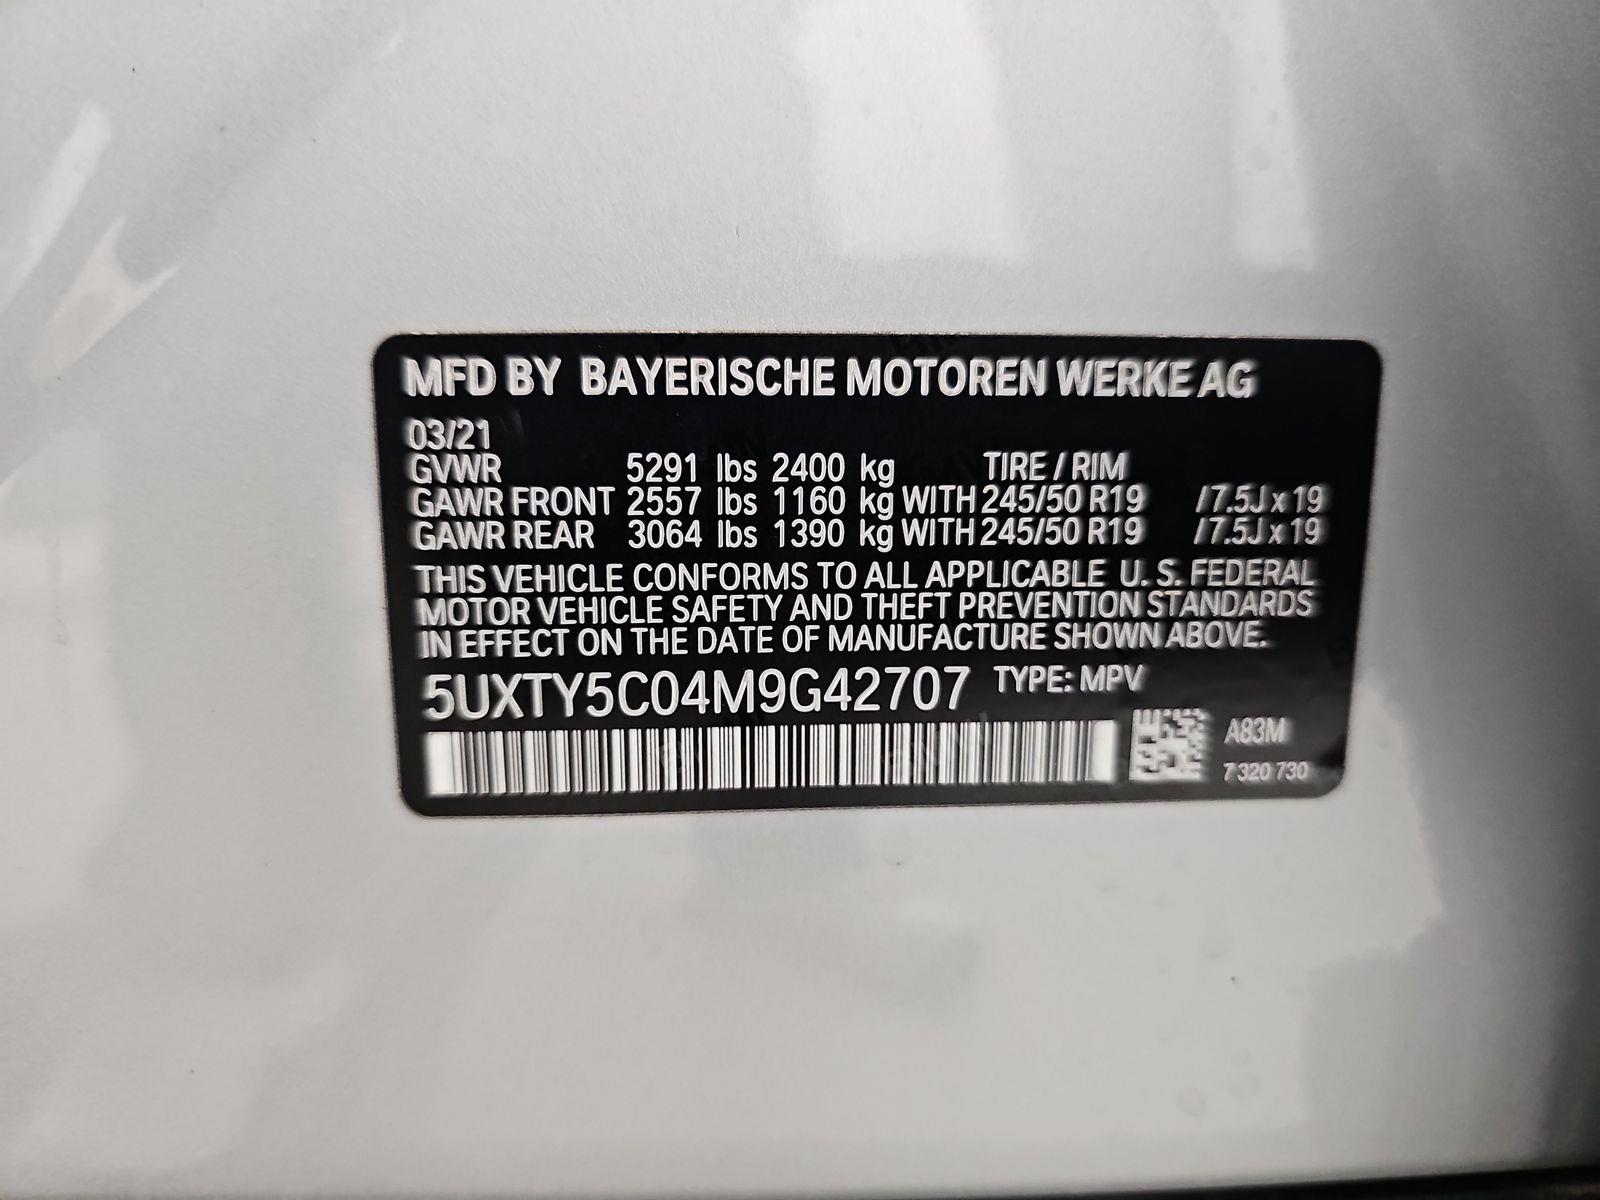 MFD BY BAYERISCHE MOTOREN WERKE AG
03/21
GVWR 5291 lbs 2400 kg TIRE / RIM
GAWR FRONT 2557 lbs 1160 kg WITH 245/50 R19 / 7.5J x 19
GAWR REAR 3064 lbs 1390 kg WITH 245/50 R19 / 7.5J x 19
THIS VEHICLE CONFORMS TO ALL APPLICABLE U. S. FEDERAL
MOTOR VEHICLE SAFETY AND THEFT PREVENTION STANDARDS
IN EFFECT ON THE DATE OF MANUFACTURE SHOWN ABOVE.
5UXTY5C04M9G42707 TYPE: MPV
A83M
7 320 730